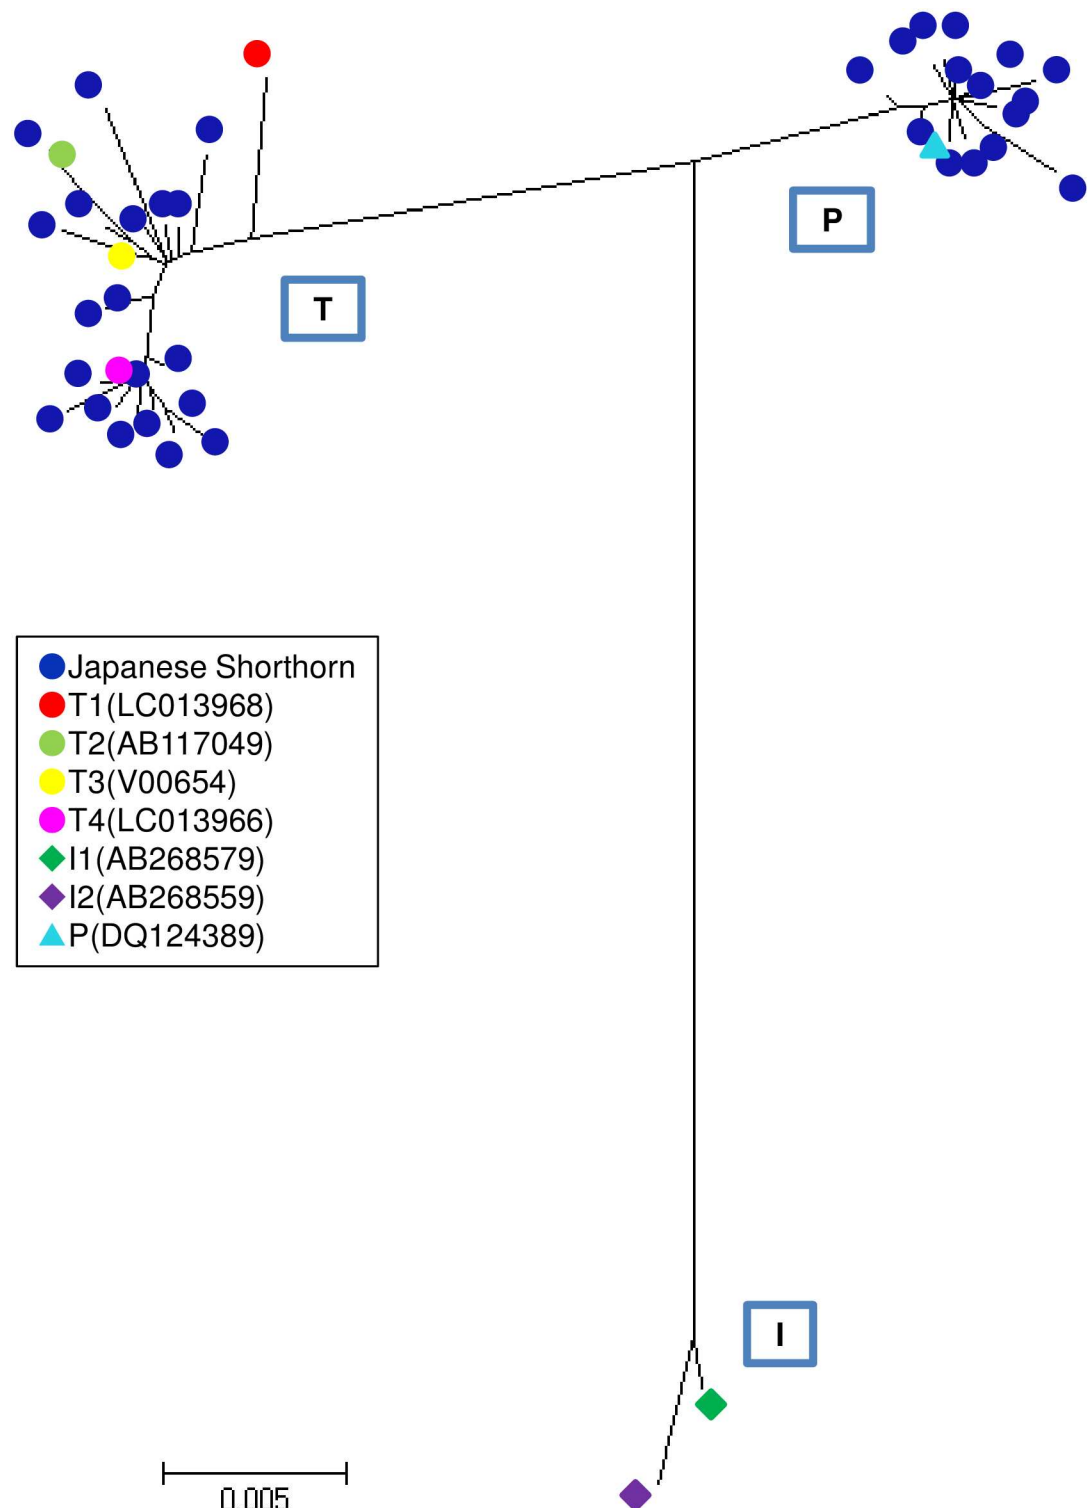 P
T
Japanese Shorthorn
T1(LC013968)
T2(AB117049)
T3(V00654)
T4(LC013966)
I1(AB268579)
I2(AB268559)
P(DQ124389)
I
0.005